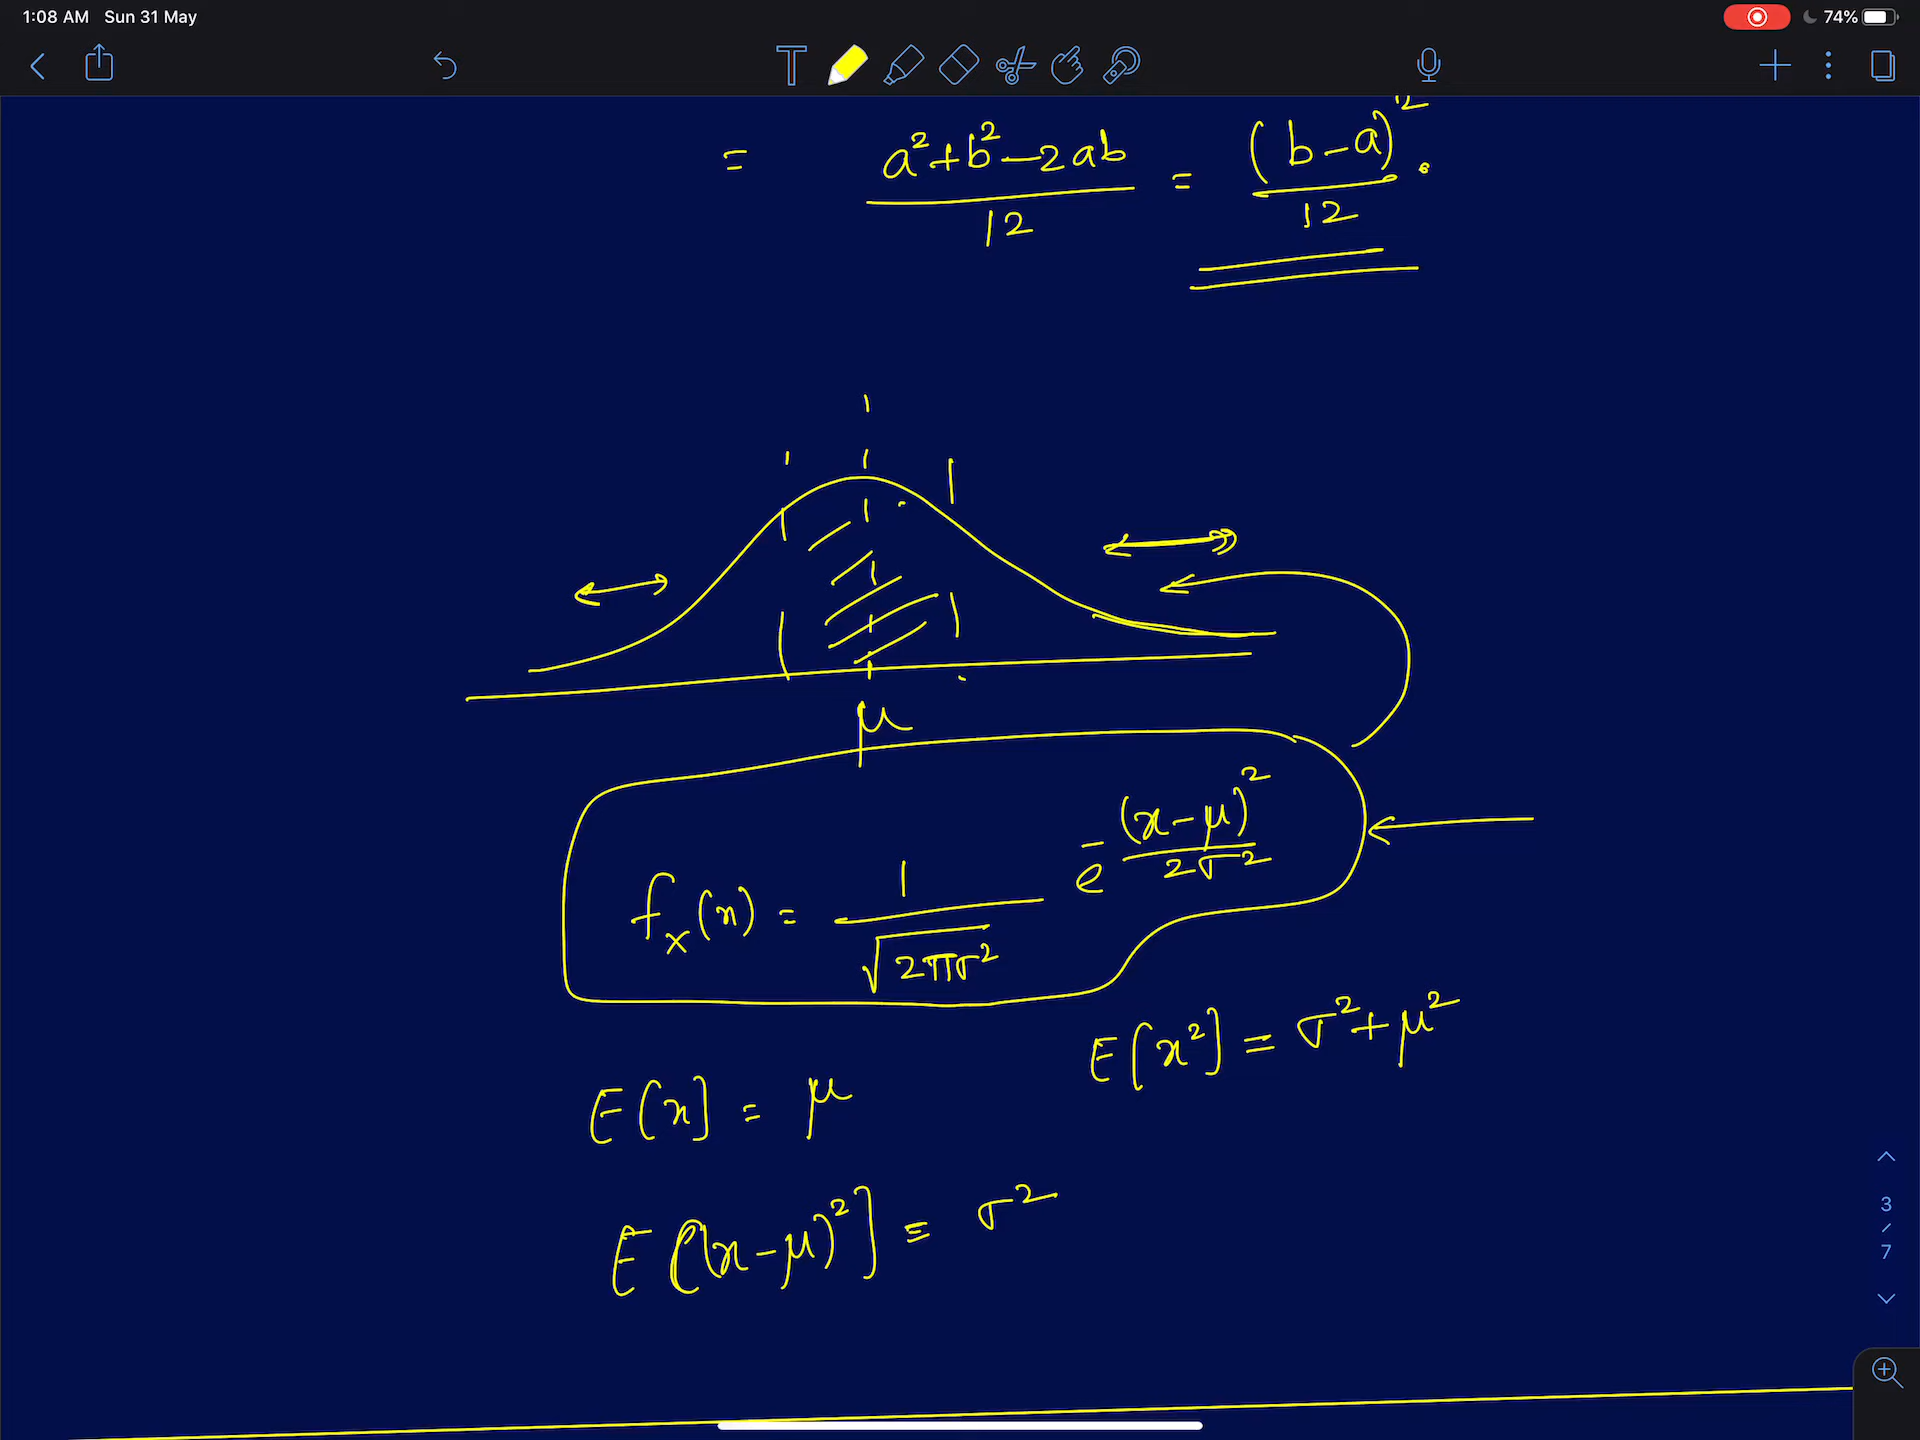 1:08 AM Sun 31 May 74%
T
= a²+b²-2ab / 12 = (b-a)² / 12 .
μ
f_x(x) = 1 / √2πσ² e^-(x-μ)²/2σ²
E[x²] = σ²+μ²
E[x] = μ
E[(x-μ)²] = σ²
3
/
7